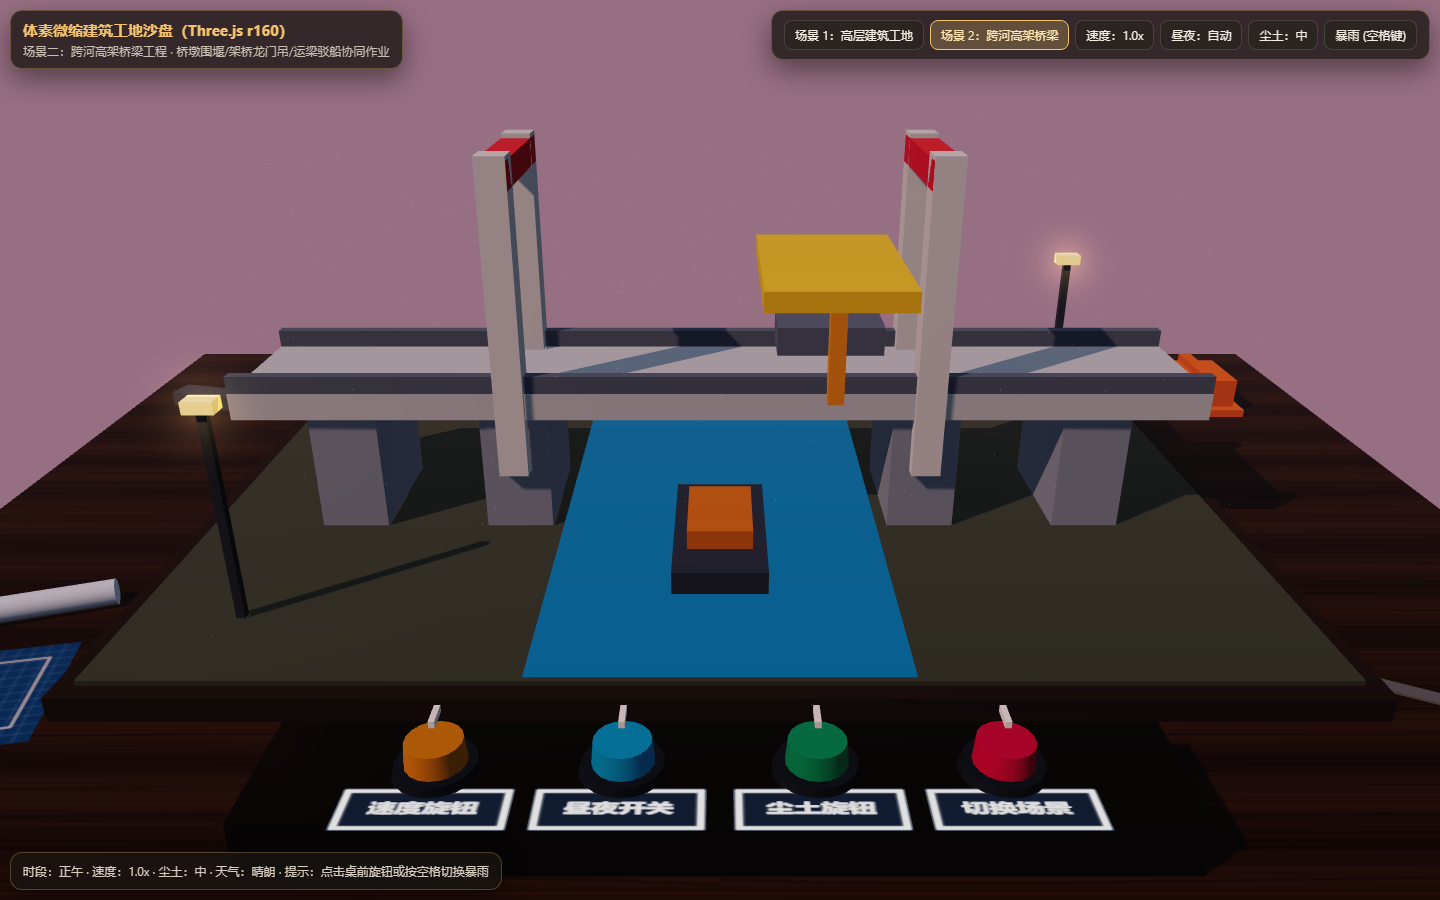 体素微缩建筑工地沙盘（Three.js r160）
场景二：跨河高架桥梁工程 · 桥墩围堰/架桥龙门吊/运梁驳船协同作业
场景 1：高层建筑工地
场景 2：跨河高架桥梁
速度：1.0x
昼夜：自动
尘土：中
暴雨 (空格键)
速度旋钮
昼夜开关
尘土旋钮
切换场景
时段：正午 · 速度：1.0x · 尘土：中 · 天气：晴朗 · 提示：点击桌前旋钮或按空格切换暴雨